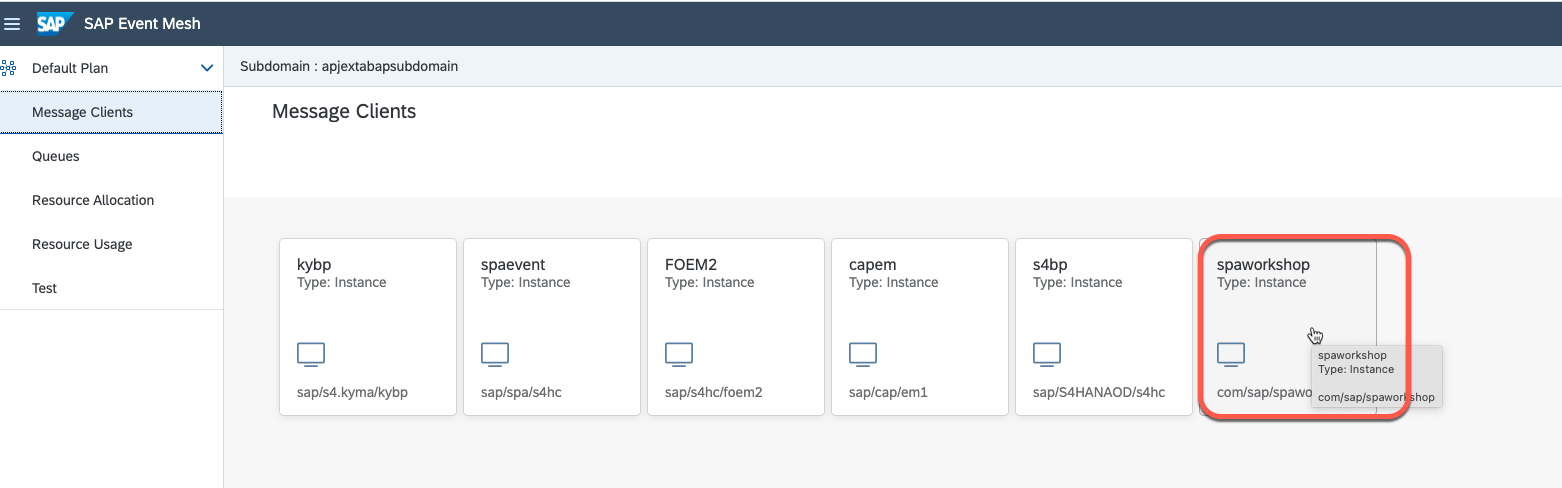 SAP SAP Event Mesh
Default Plan
Message Clients
Queues
Resource Allocation
Resource Usage
Test
Subdomain : apjextabapsubdomain
Message Clients
kybp
Type: Instance
sap/s4.kyma/kybp
spaevent
Type: Instance
sap/spa/s4hc
FOEM2
Type: Instance
sap/s4hc/foem2
capem
Type: Instance
sap/cap/em1
s4bp
Type: Instance
sap/S4HANAOD/s4hc
spaworkshop
Type: Instance
com/sap/spawo
spaworkshop
Type: Instance
com/sap/spaworkshop